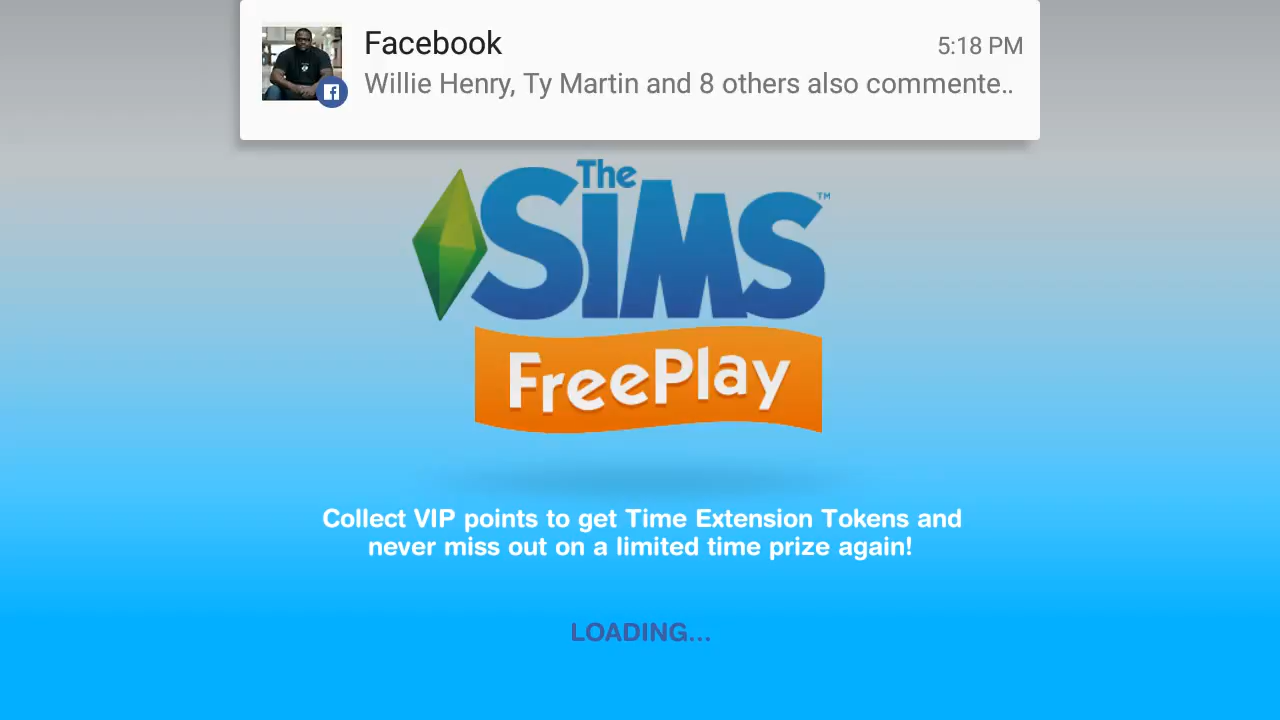 Facebook
5:18 PM
Willie Henry, Ty Martin and 8 others also commente..
The
SIMS™
FreePlay
Collect VIP points to get Time Extension Tokens and
never miss out on a limited time prize again!
LOADING...